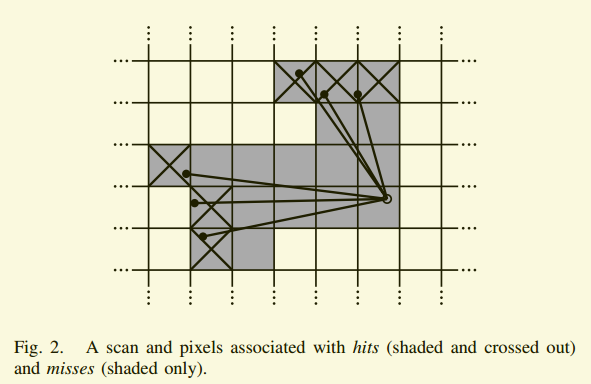 Fig. 2. A scan and pixels associated with hits (shaded and crossed out)
and misses (shaded only).